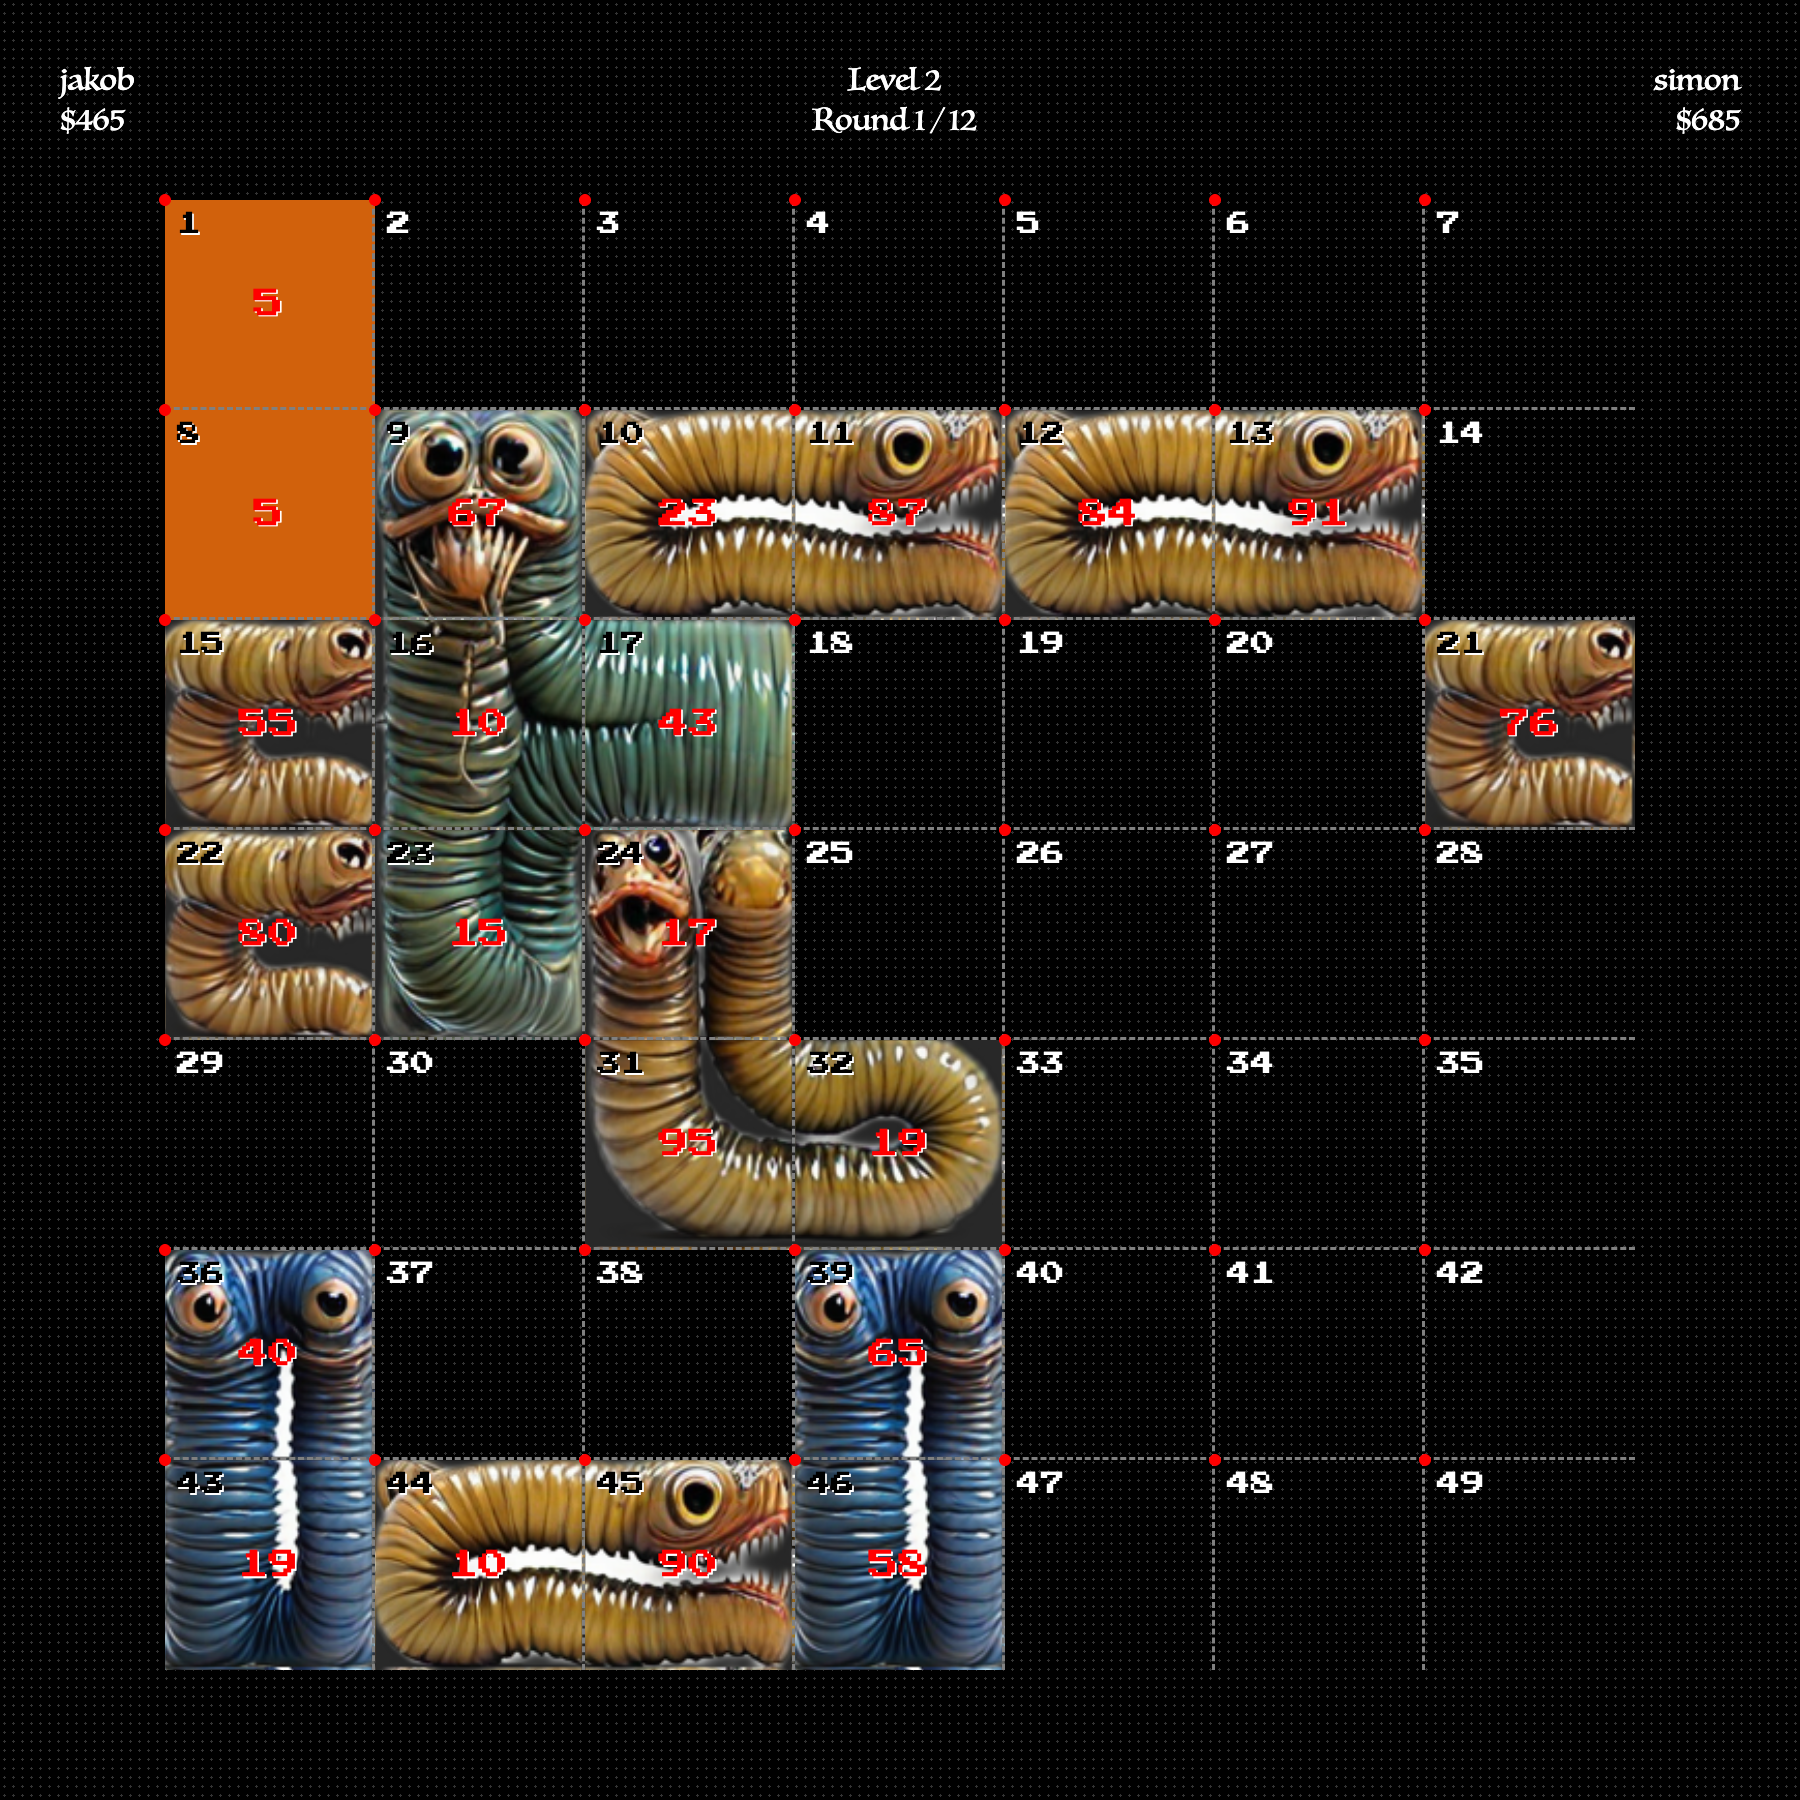 jakob
$465
Level 2
Round 1/12
simon
$685
1 2 3 4 5 6 7
5
8 9 10 11 12 13 14
5 67 23 87 84 91
15 16 17 18 19 20 21
55 10 43 76
22 23 24 25 26 27 28
80 15 17
29 30 31 32 33 34 35
95 19
36 37 38 39 40 41 42
40 65
43 44 45 46 47 48 49
19 10 90 58